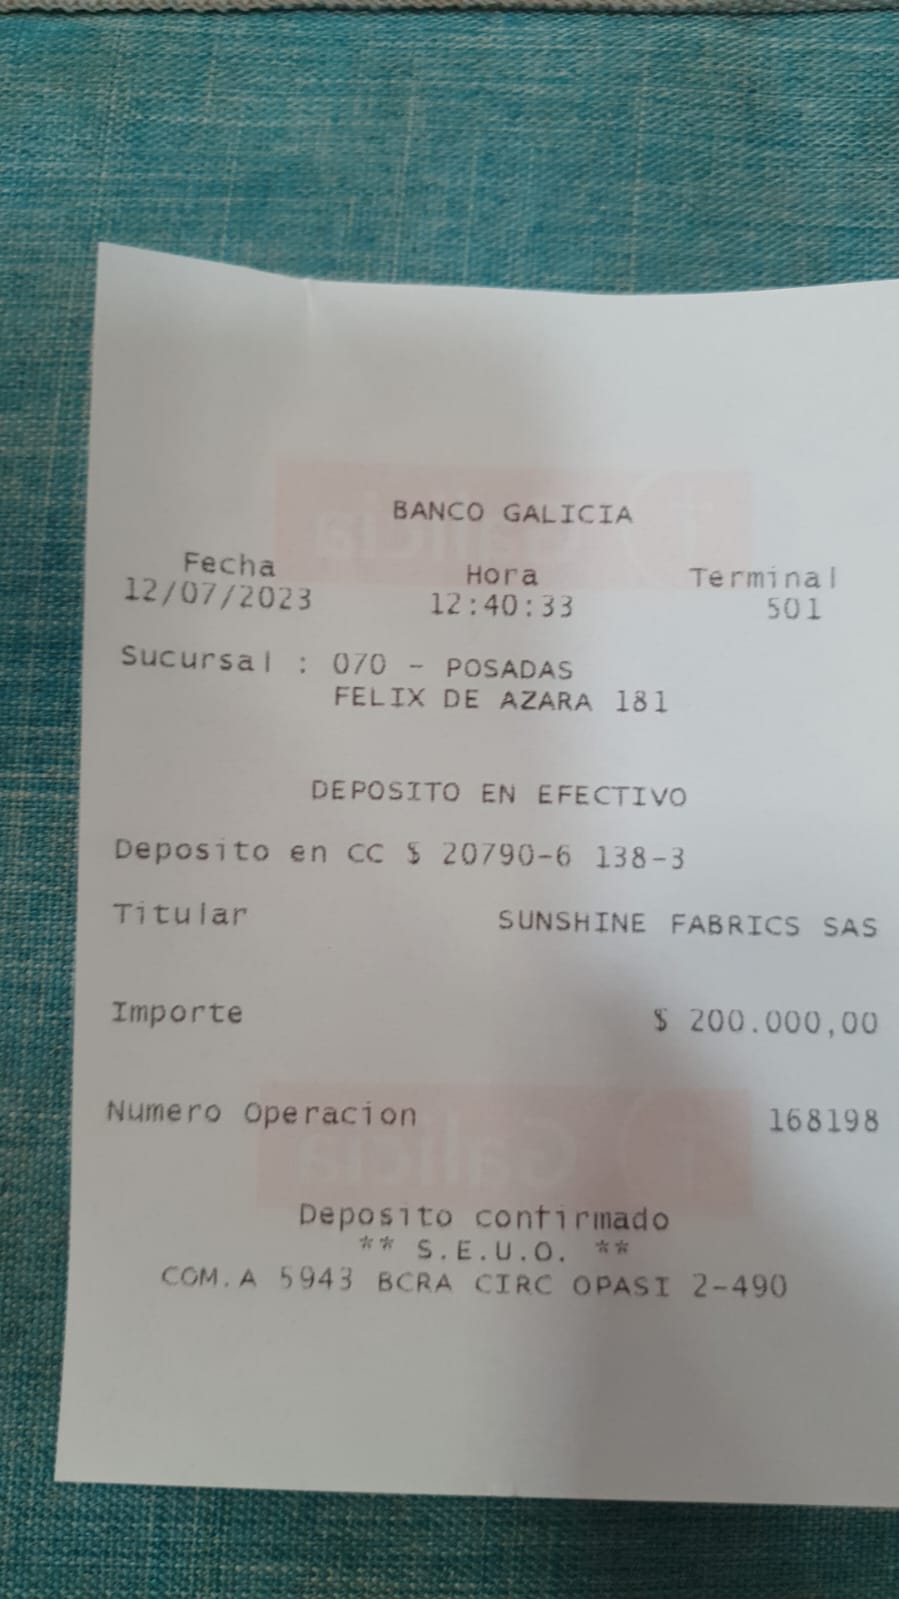 BANCO GALICIA
Fecha Hora Terminal
12/07/2023 12:40:33 501
Sucursal : 070 - POSADAS
FELIX DE AZARA 181
DEPOSITO EN EFECTIVO
Deposito en CC $ 20790-6 138-3
Titular SUNSHINE FABRICS SAS
Importe $ 200.000,00
Numero Operacion 168198
Galicia
Deposito confirmado
** S.E.U.O. **
COM.A 5943 BCRA CIRC OPASI 2-490